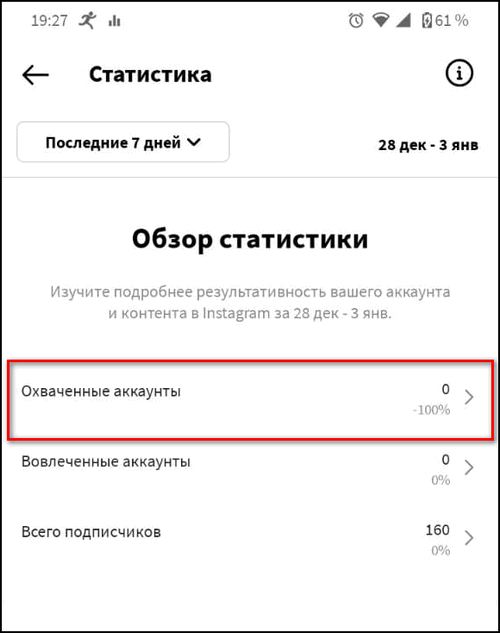 19:27 61 %
Статистика
Последние 7 дней 28 дек - 3 янв
Обзор статистики
Изучите подробнее результативность вашего аккаунта
и контента в Instagram за 28 дек - 3 янв.
Охваченные аккаунты 0
-100%
Вовлеченные аккаунты 0
0%
Всего подписчиков 160
0%